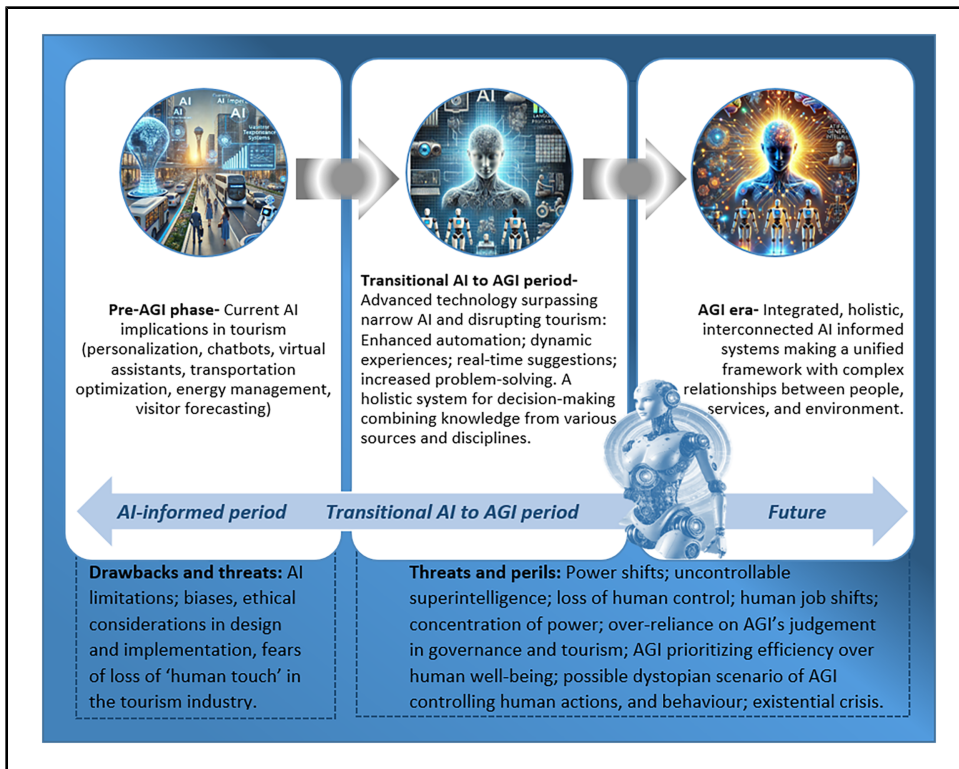 AI
AI
AI
AI
Pre-AGI phase- Current AI
implications in tourism
(personalization, chatbots, virtual
assistants, transportation
optimization, energy management,
visitor forecasting)
Transitional AI to AGI period-
Advanced technology surpassing
narrow AI and disrupting tourism:
Enhanced automation; dynamic
experiences; real-time suggestions;
increased problem-solving. A
holistic system for decision-making
combining knowledge from various
sources and disciplines.
AGI era- Integrated, holistic,
interconnected AI informed
systems making a unified
framework with complex
relationships between people,
services, and environment.
AI-informed period
Transitional AI to AGI period
Future
Drawbacks and threats: AI
limitations; biases, ethical
considerations in design
and implementation, fears
of loss of ‘human touch’ in
the tourism industry.
Threats and perils: Power shifts; uncontrollable
superintelligence; loss of human control; human job shifts;
concentration of power; over-reliance on AGI’s judgement
in governance and tourism; AGI prioritizing efficiency over
human well-being; possible dystopian scenario of AGI
controlling human actions, and behaviour; existential crisis.